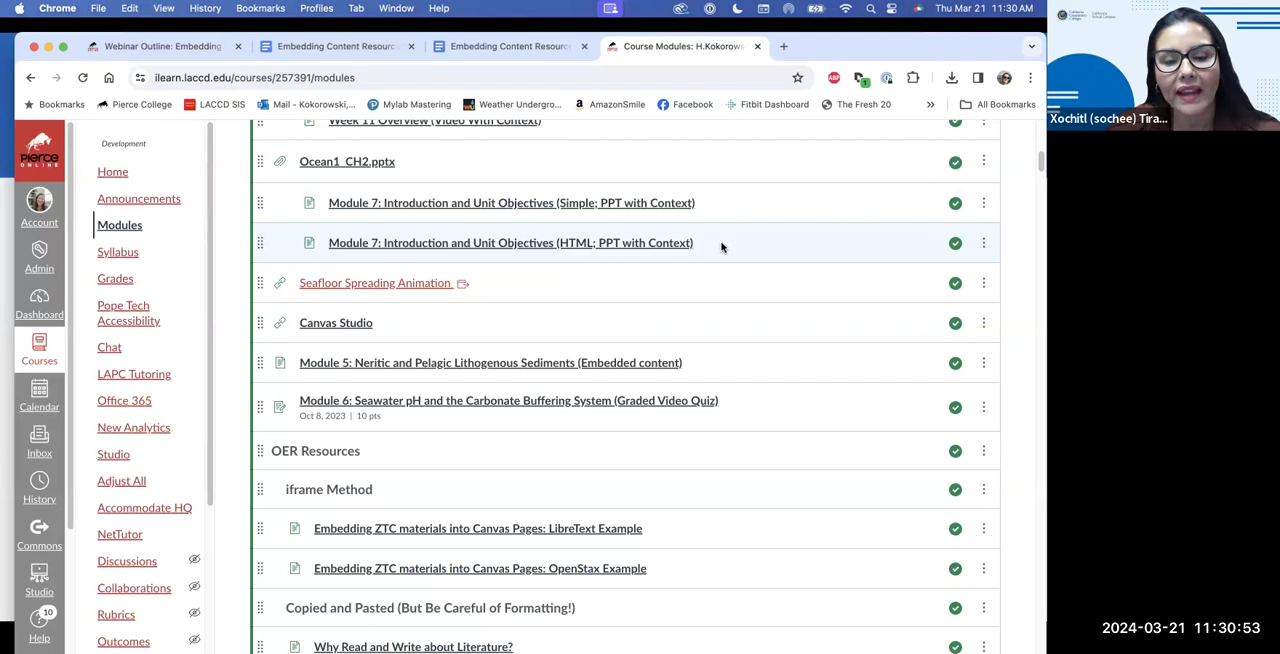 Chrome File Edit View History Bookmarks Profiles Tab Window Help Thu Mar 21 11:30 AM
Webinar Outline: Embedding
Embedding Content Resourc
Embedding Content Resourc
Course Modules: H.Kokorows
ilearn.laccd.edu/courses/257391/modules
Bookmarks Pierce College LACCD SIS Mail - Kokorowski,... Mylab Mastering Weather Undergro... AmazonSmile Facebook Fitbit Dashboard The Fresh 20 » All Bookmarks
PIERCE
ONLINE
Account
Admin
Dashboard
Courses
Calendar
Inbox
History
Commons
Studio
10
Help
Development
Home
Announcements
Modules
Syllabus
Grades
Pope Tech
Accessibility
Chat
LAPC Tutoring
Office 365
New Analytics
Studio
Adjust All
Accommodate HQ
NetTutor
Discussions
Collaborations
Rubrics
Outcomes
Week 11 Overview (Video With Context)
Ocean1_CH2.pptx
Module 7: Introduction and Unit Objectives (Simple; PPT with Context)
Module 7: Introduction and Unit Objectives (HTML; PPT with Context)
Seafloor Spreading Animation
Canvas Studio
Module 5: Neritic and Pelagic Lithogenous Sediments (Embedded content)
Module 6: Seawater pH and the Carbonate Buffering System (Graded Video Quiz)
Oct 8, 2023 | 10 pts
OER Resources
iframe Method
Embedding ZTC materials into Canvas Pages: LibreText Example
Embedding ZTC materials into Canvas Pages: OpenStax Example
Copied and Pasted (But Be Careful of Formatting!)
Why Read and Write about Literature?
Xochitl (sochee) Tira...
2024-03-21 11:30:53